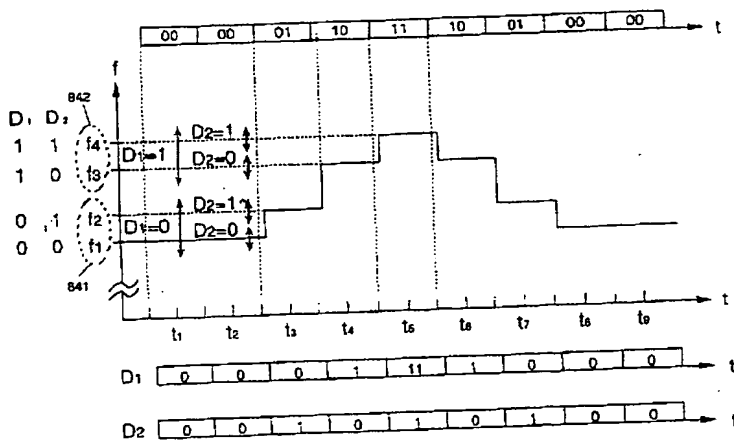 00 00 01 10 11 10 01 00 00 t
f
842
D₁ D₂
1 1 f4 D1=1 D2=1
1 0 f3 D2=0
0 1 f2 D1=0 D2=1
0 0 f1 D2=0
841
t
t1 t2 t3 t4 t5 t6 t7 t8 t9
D1 0 0 0 1 11 1 0 0 0 t
D2 0 0 1 0 1 0 1 0 0 t